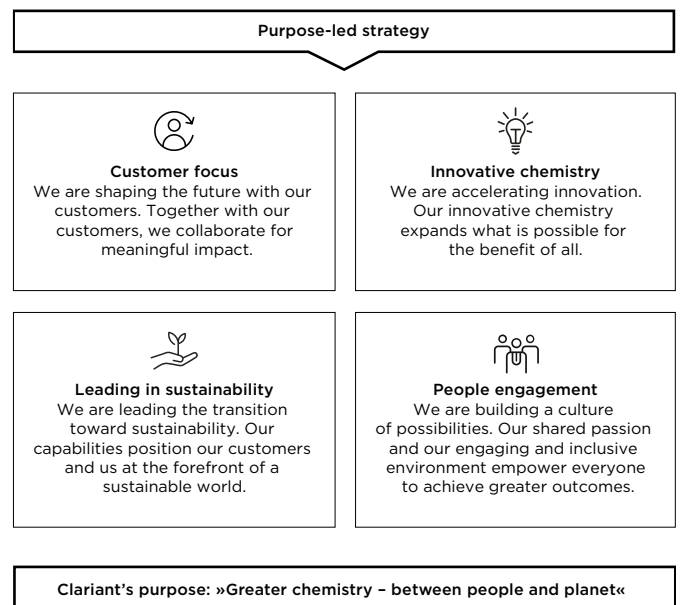 Purpose-led strategy
Customer focus
We are shaping the future with our
customers. Together with our
customers, we collaborate for
meaningful impact.
Innovative chemistry
We are accelerating innovation.
Our innovative chemistry
expands what is possible for
the benefit of all.
Leading in sustainability
We are leading the transition
toward sustainability. Our
capabilities position our customers
and us at the forefront of a
sustainable world.
People engagement
We are building a culture
of possibilities. Our shared passion
and our engaging and inclusive
environment empower everyone
to achieve greater outcomes.
Clariant’s purpose: »Greater chemistry – between people and planet«